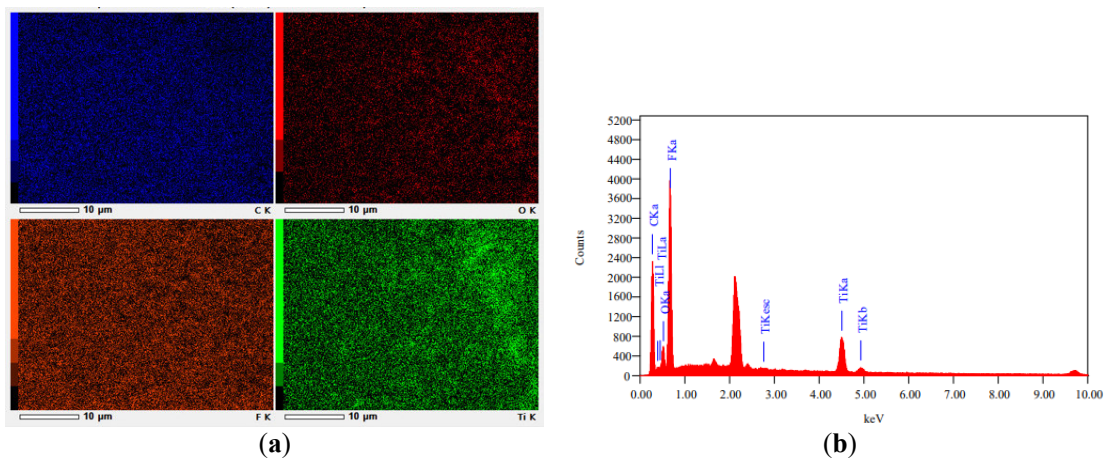 10 µm
C K
10 µm
O K
10 µm
F K
10 µm
Ti K
(a)
5200
4800
4400
4000
3600
3200
2800
2400
2000
1600
1200
800
400
0
Counts
CKa
TiLl
TiLa
OKa
FKa
TiKesc
TiKa
TiKb
0.00 1.00 2.00 3.00 4.00 5.00 6.00 7.00 8.00 9.00 10.00
keV
(b)